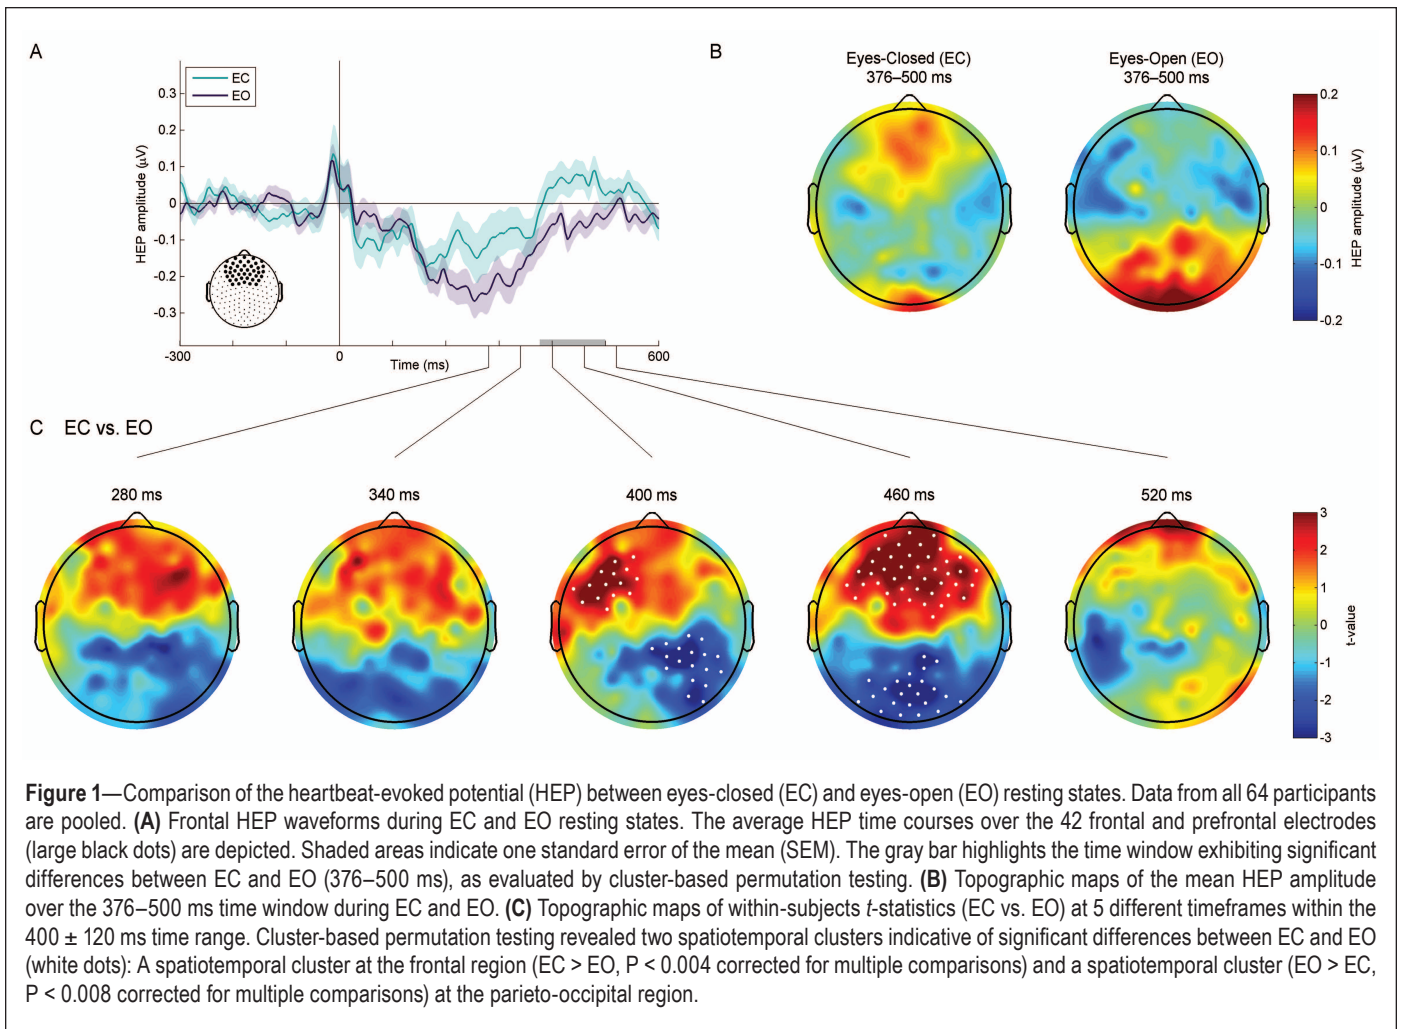 A
EC
EO
0.3
0.2
0.1
0
-0.1
-0.2
-0.3
HEP amplitude (µV)
-300
0
600
Time (ms)
B
Eyes-Closed (EC)
376–500 ms
Eyes-Open (EO)
376–500 ms
0.2
0.1
0
-0.1
-0.2
HEP amplitude (µV)
C EC vs. EO
280 ms
340 ms
400 ms
460 ms
520 ms
3
2
1
0
-1
-2
-3
t-value
Figure 1—Comparison of the heartbeat-evoked potential (HEP) between eyes-closed (EC) and eyes-open (EO) resting states. Data from all 64 participants
are pooled. (A) Frontal HEP waveforms during EC and EO resting states. The average HEP time courses over the 42 frontal and prefrontal electrodes
(large black dots) are depicted. Shaded areas indicate one standard error of the mean (SEM). The gray bar highlights the time window exhibiting significant
differences between EC and EO (376–500 ms), as evaluated by cluster-based permutation testing. (B) Topographic maps of the mean HEP amplitude
over the 376–500 ms time window during EC and EO. (C) Topographic maps of within-subjects t-statistics (EC vs. EO) at 5 different timeframes within the
400 ± 120 ms time range. Cluster-based permutation testing revealed two spatiotemporal clusters indicative of significant differences between EC and EO
(white dots): A spatiotemporal cluster at the frontal region (EC > EO, P < 0.004 corrected for multiple comparisons) and a spatiotemporal cluster (EO > EC,
P < 0.008 corrected for multiple comparisons) at the parieto-occipital region.